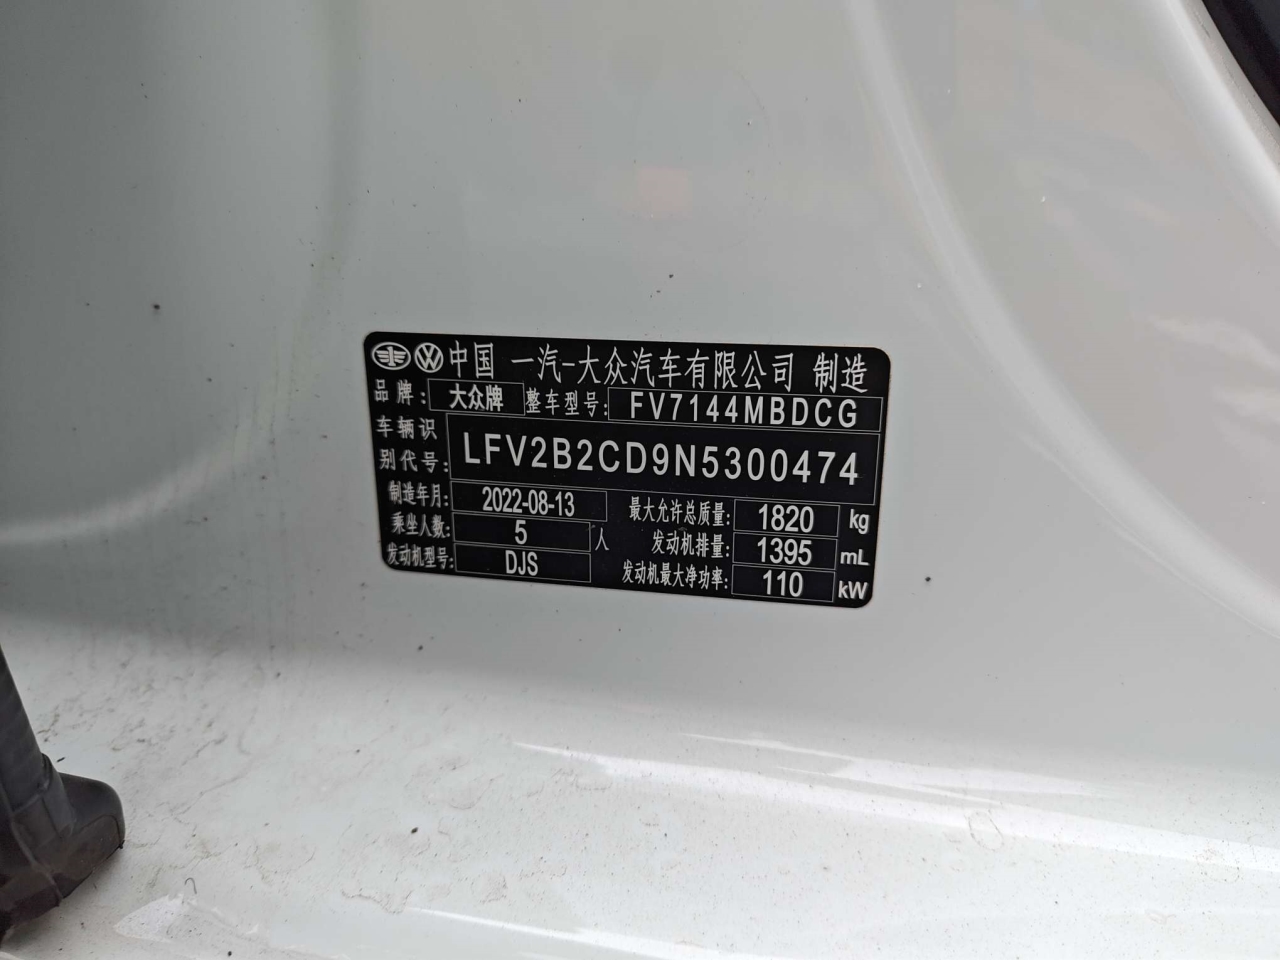 中国 一汽-大众汽车有限公司 制造
品牌: 大众牌 整车型号: FV7144MBDCG
车辆识别代号: LFV2B2CD9N5300474
制造年月: 2022-08-13 最大允许总质量: 1820 kg
乘坐人数: 5 人 发动机排量: 1395 mL
发动机型号: DJS 发动机最大净功率: 110 kW